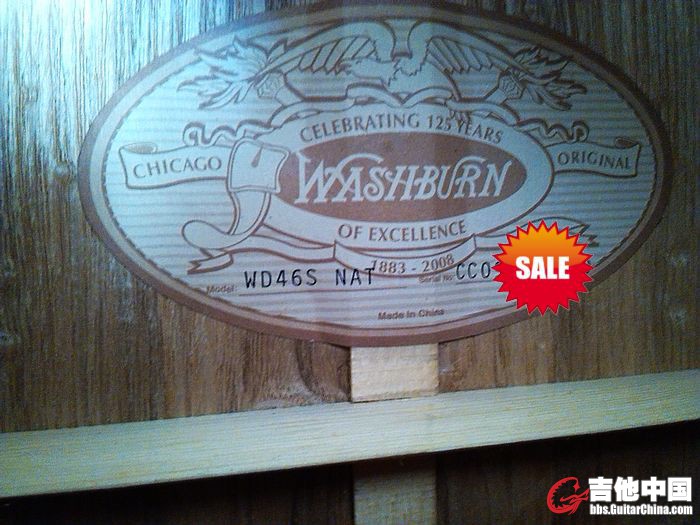 CELEBRATING 125 YEARS
CHICAGO
WASHBURN
ORIGINAL
OF EXCELLENCE
1883 - 2008
Model: WD46S NAT
Serial No: CCO
SALE
Made in China
吉他中国
bbs.GuitarChina.com